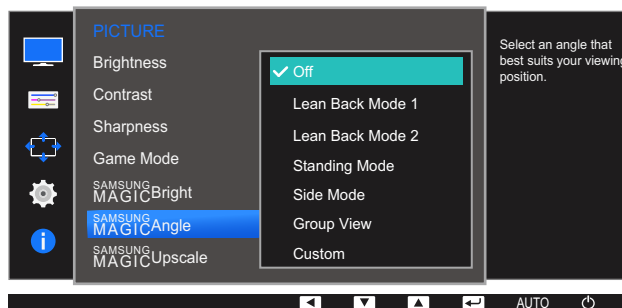 PICTURE
Brightness
Contrast
Sharpness
Game Mode
SAMSUNG
MAGICBright
SAMSUNG
MAGICAngle
SAMSUNG
MAGICUpscale
Off
Lean Back Mode 1
Lean Back Mode 2
Standing Mode
Side Mode
Group View
Custom
Select an angle that
best suits your viewing
position.
AUTO